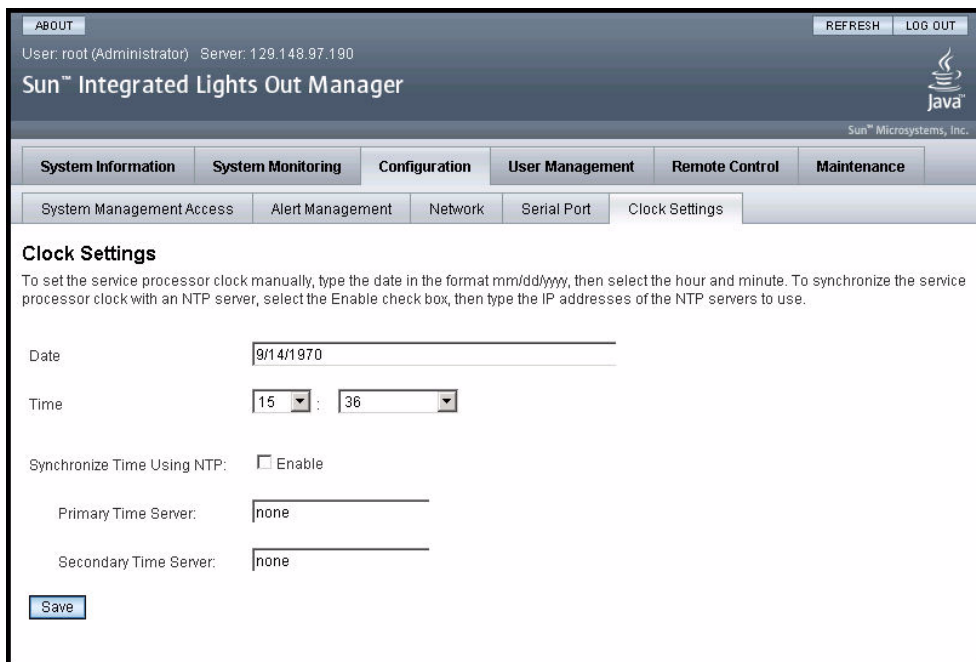 ABOUT REFRESH LOG OUT
User: root (Administrator) Server: 129.148.97.190
Sun™ Integrated Lights Out Manager
Java™
Sun™ Microsystems, Inc.
System Information System Monitoring Configuration User Management Remote Control Maintenance
System Management Access Alert Management Network Serial Port Clock Settings
Clock Settings
To set the service processor clock manually, type the date in the format mm/dd/yyyy, then select the hour and minute. To synchronize the service
processor clock with an NTP server, select the Enable check box, then type the IP addresses of the NTP servers to use.
Date 9/14/1970
Time 15 : 36
Synchronize Time Using NTP: Enable
Primary Time Server: none
Secondary Time Server: none
Save